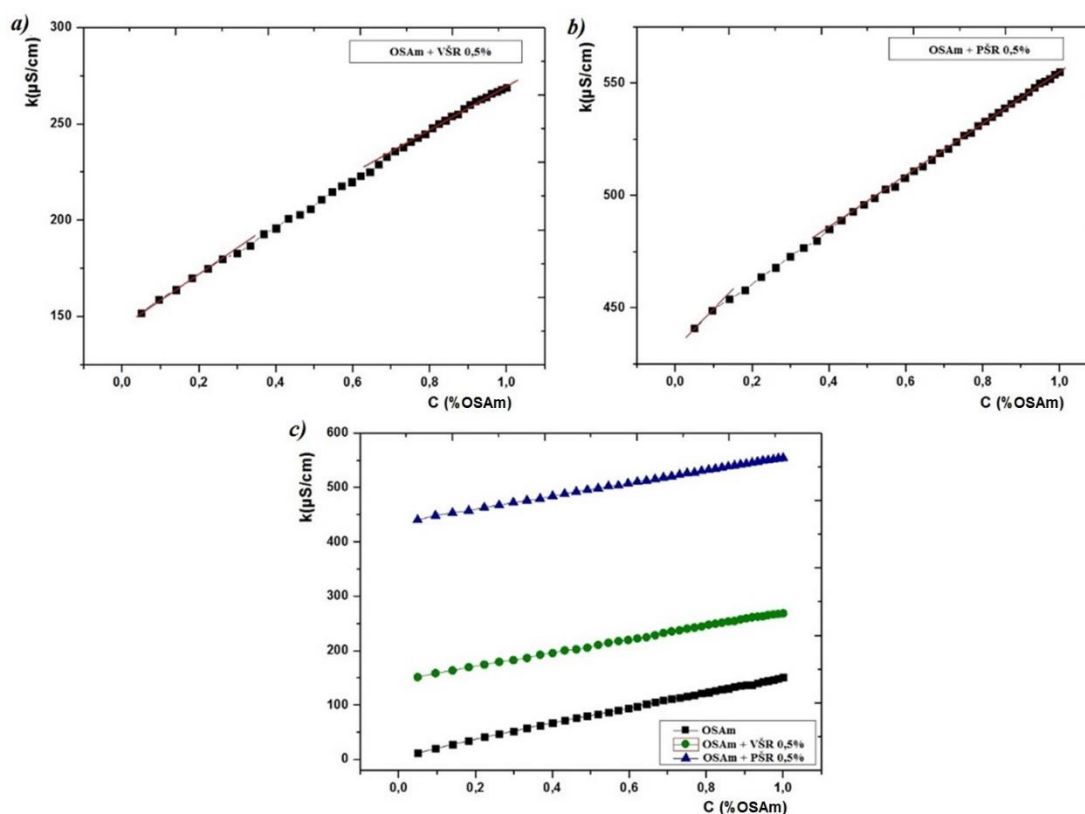 a)
300
250
200
150
k(µS/cm)
OSAm + VŠR 0,5%
0,0 0,2 0,4 0,6 0,8 1,0
C (%OSAm)
b)
550
500
450
k(µS/cm)
OSAm + PŠR 0,5%
0,0 0,2 0,4 0,6 0,8 1,0
C (%OSAm)
c)
600
500
400
300
200
100
0
k(µS/cm)
OSAm
OSAm + VŠR 0,5%
OSAm + PŠR 0,5%
0,0 0,2 0,4 0,6 0,8 1,0
C (%OSAm)